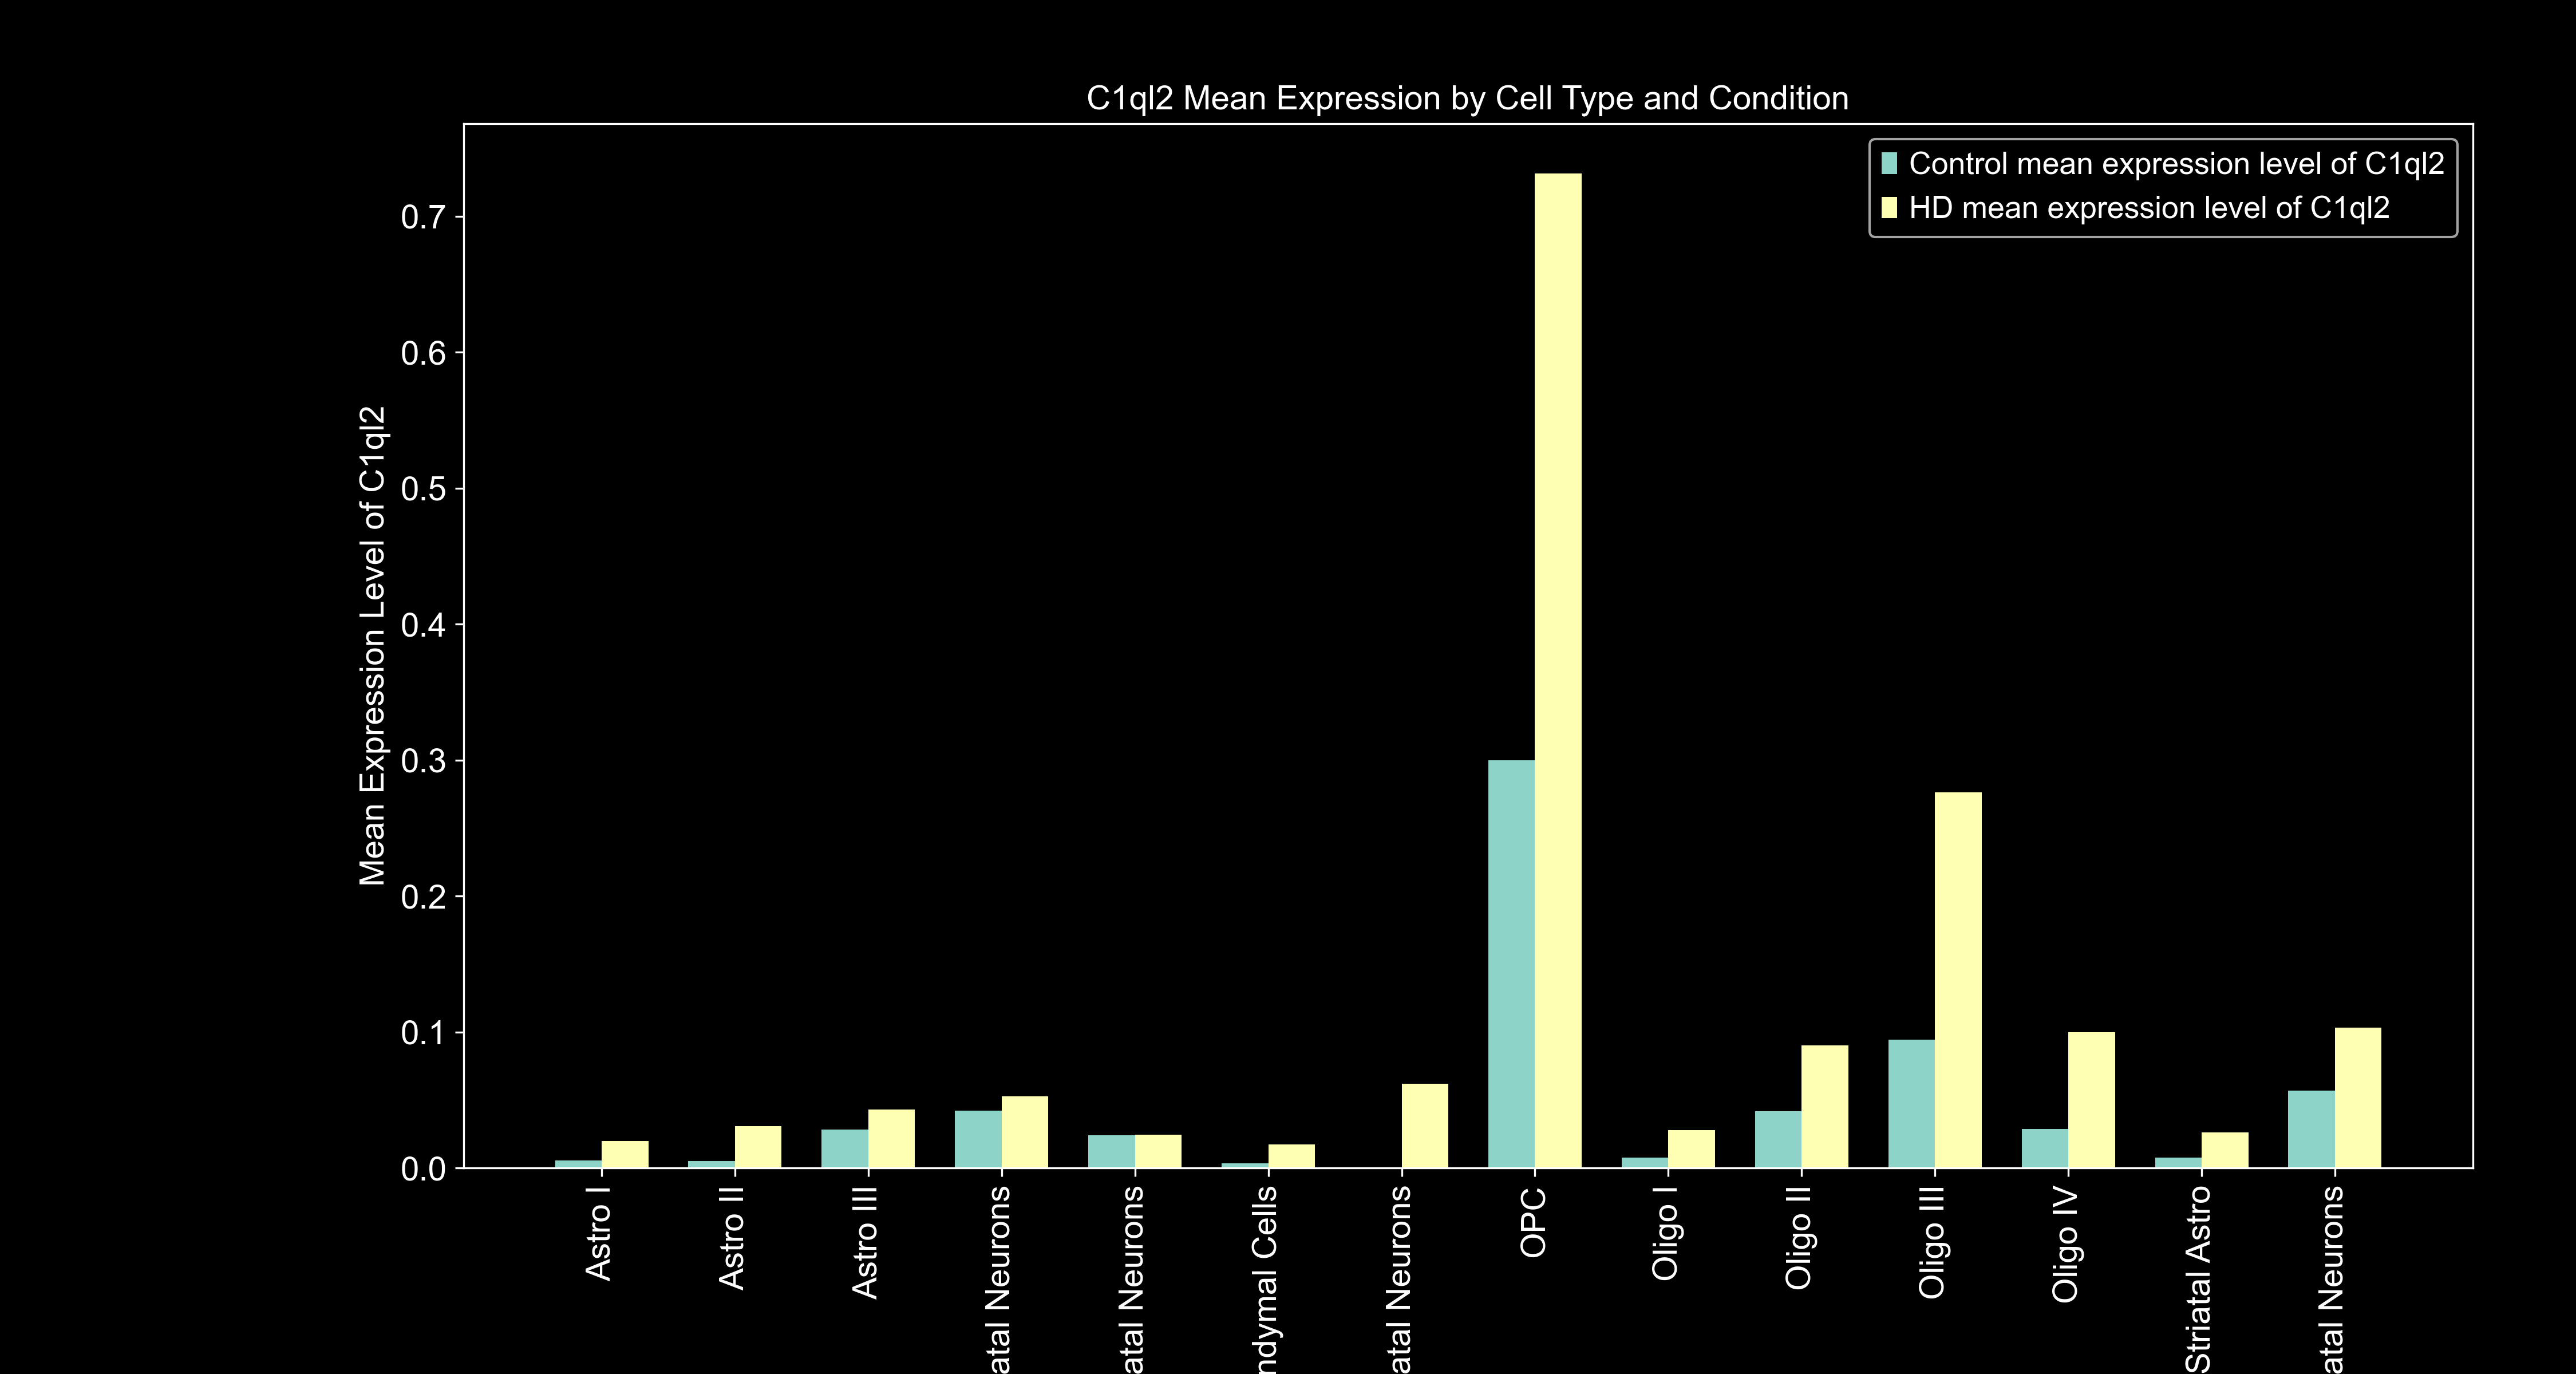 C1ql2 Mean Expression by Cell Type and Condition
Control mean expression level of C1ql2
HD mean expression level of C1ql2
Mean Expression Level of C1ql2
0.7
0.6
0.5
0.4
0.3
0.2
0.1
0.0
Astro I
Astro II
Astro III
atal Neurons
atal Neurons
ndymal Cells
atal Neurons
OPC
Oligo I
Oligo II
Oligo III
Oligo IV
Striatal Astro
atal Neurons